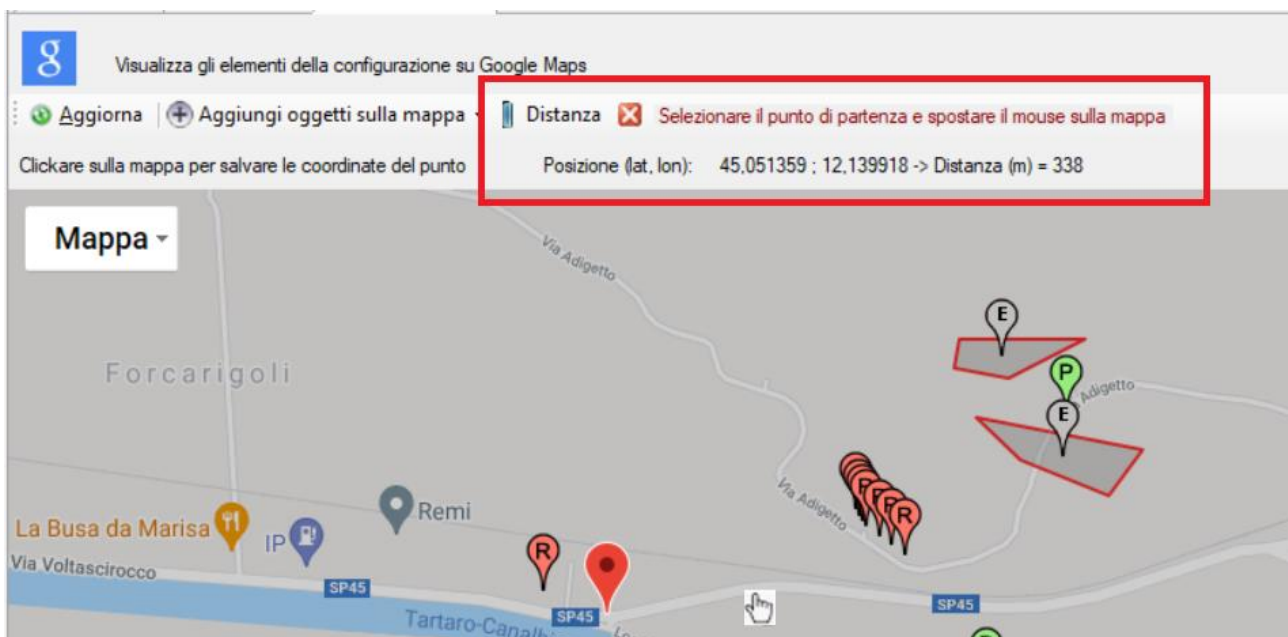 g
Visualizza gli elementi della configurazione su Google Maps
Aggiorna Aggiungi oggetti sulla mappa Distanza Selezionare il punto di partenza e spostare il mouse sulla mappa
Clickare sulla mappa per salvare le coordinate del punto Posizione (lat, lon): 45,051359 ; 12,139918 -> Distanza (m) = 338
Mappa
Via Adigetto
E
Forcarigoli
P
Adigetto
E
Via Adigetto
R
Remi
La Busa da Marisa
IP
R
Via Voltascirocco
SP45
SP45
SP45
Tartaro-Canalbi